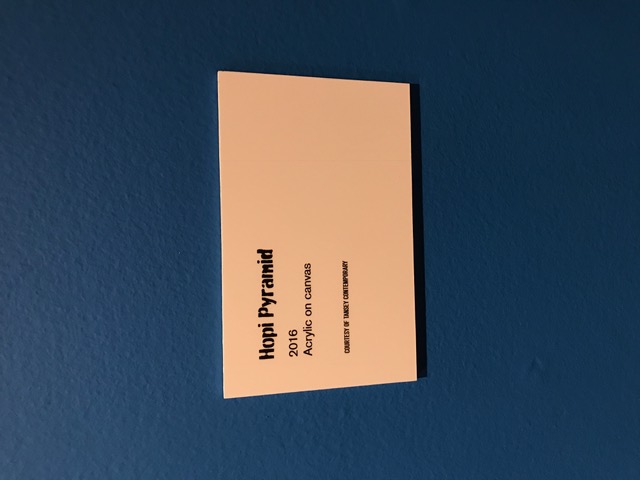 Hopi Pyramid
2016
Acrylic on canvas
COURTESY OF TANSEY CONTEMPORARY